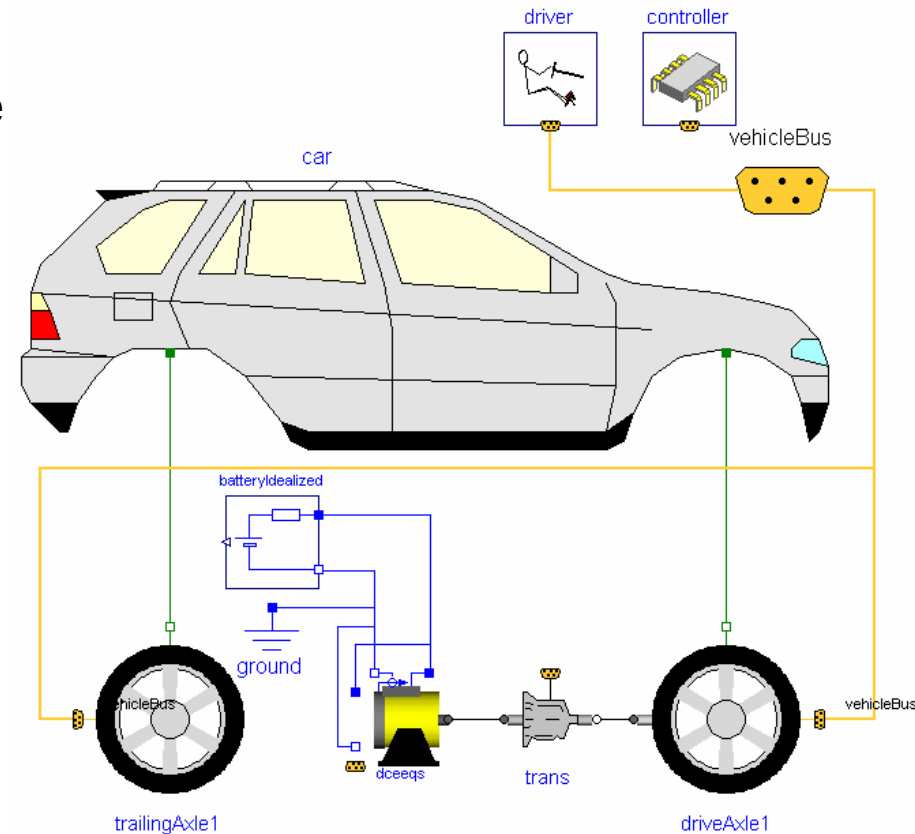 driver
controller
e
vehicleBus
car
batteryIdealized
ground
ehicleBus
vehicleBus
dceeqs
trans
trailingAxle1
driveAxle1